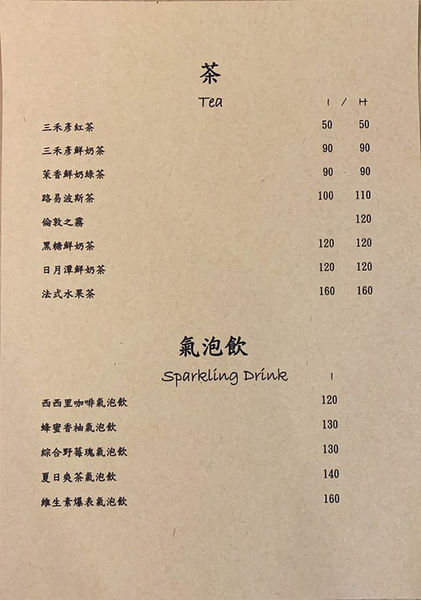 茶
Tea I / H
三禾彥紅茶 50 50
三禾彥鮮奶茶 90 90
茉香鮮奶綠茶 90 90
路易波斯茶 100 110
倫敦之霧 120
黑糖鮮奶茶 120 120
日月潭鮮奶茶 120 120
法式水果茶 160 160
氣泡飲
Sparkling Drink I
西西里咖啡氣泡飲 120
蜂蜜香柚氣泡飲 130
綜合野莓瑰氣泡飲 130
夏日爽茶氣泡飲 140
維生素爆表氣泡飲 160